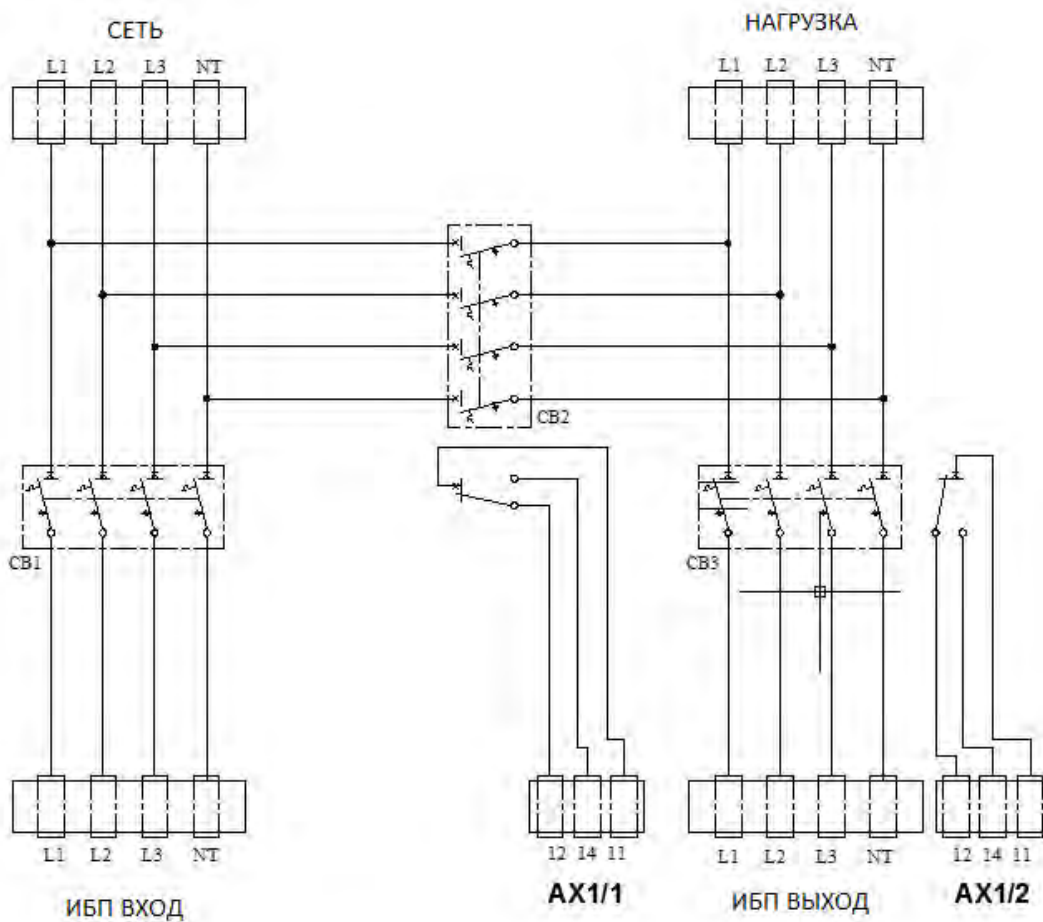 СЕТЬ
НАГРУЗКА
L1 L2 L3 NT
L1 L2 L3 NT
CB2
CB1
CB3
L1 L2 L3 NT
12 14 11
L1 L2 L3 NT
12 14 11
ИБП ВХОД
AX1/1
ИБП ВЫХОД
AX1/2